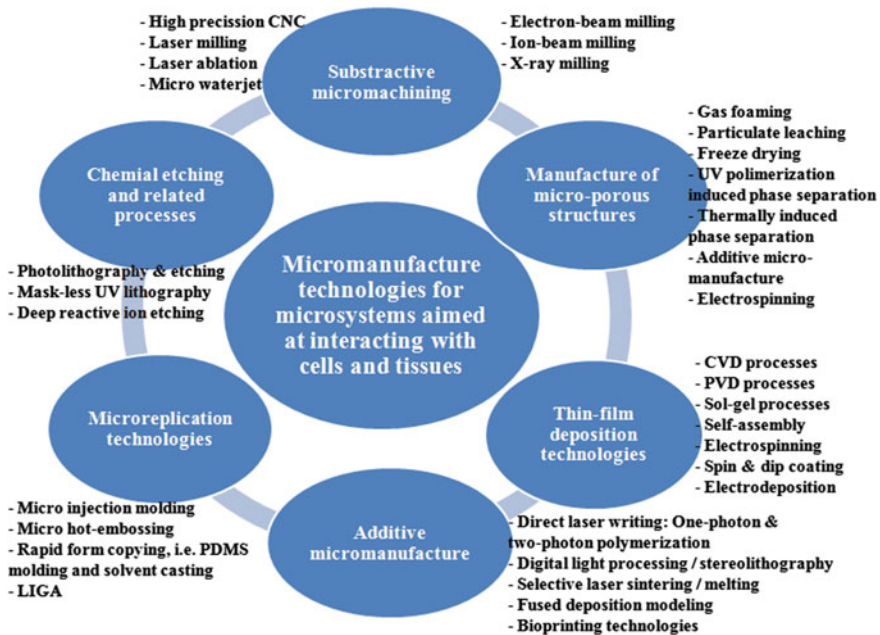 - High precission CNC
- Laser milling
- Laser ablation
- Micro waterjet
- Electron-beam milling
- Ion-beam milling
- X-ray milling
Substractive
micromachining
- Gas foaming
- Particulate leaching
- Freeze drying
- UV polimerization
induced phase separation
- Thermally induced
phase separation
- Additive micro-
manufacture
- Electrospinning
Manufacture of
micro-porous
structures
Chemial etching
and related
processes
- Photolithography & etching
- Mask-less UV lithography
- Deep reactive ion etching
Micromanufacture
technologies for
microsystems aimed
at interacting with
cells and tissues
Microreplication
technologies
Thin-film
deposition
technologies
- CVD processes
- PVD processes
- Sol-gel processes
- Self-assembly
- Electrospinning
- Spin & dip coating
- Electrodeposition
- Micro injection molding
- Micro hot-embossing
- Rapid form copying, i.e. PDMS
molding and solvent casting
- LIGA
Additive
micromanufacture
- Direct laser writing: One-photon &
two-photon polymerization
- Digital light processing / stereolithography
- Selective laser sintering / melting
- Fused deposition modeling
- Bioprinting technologies